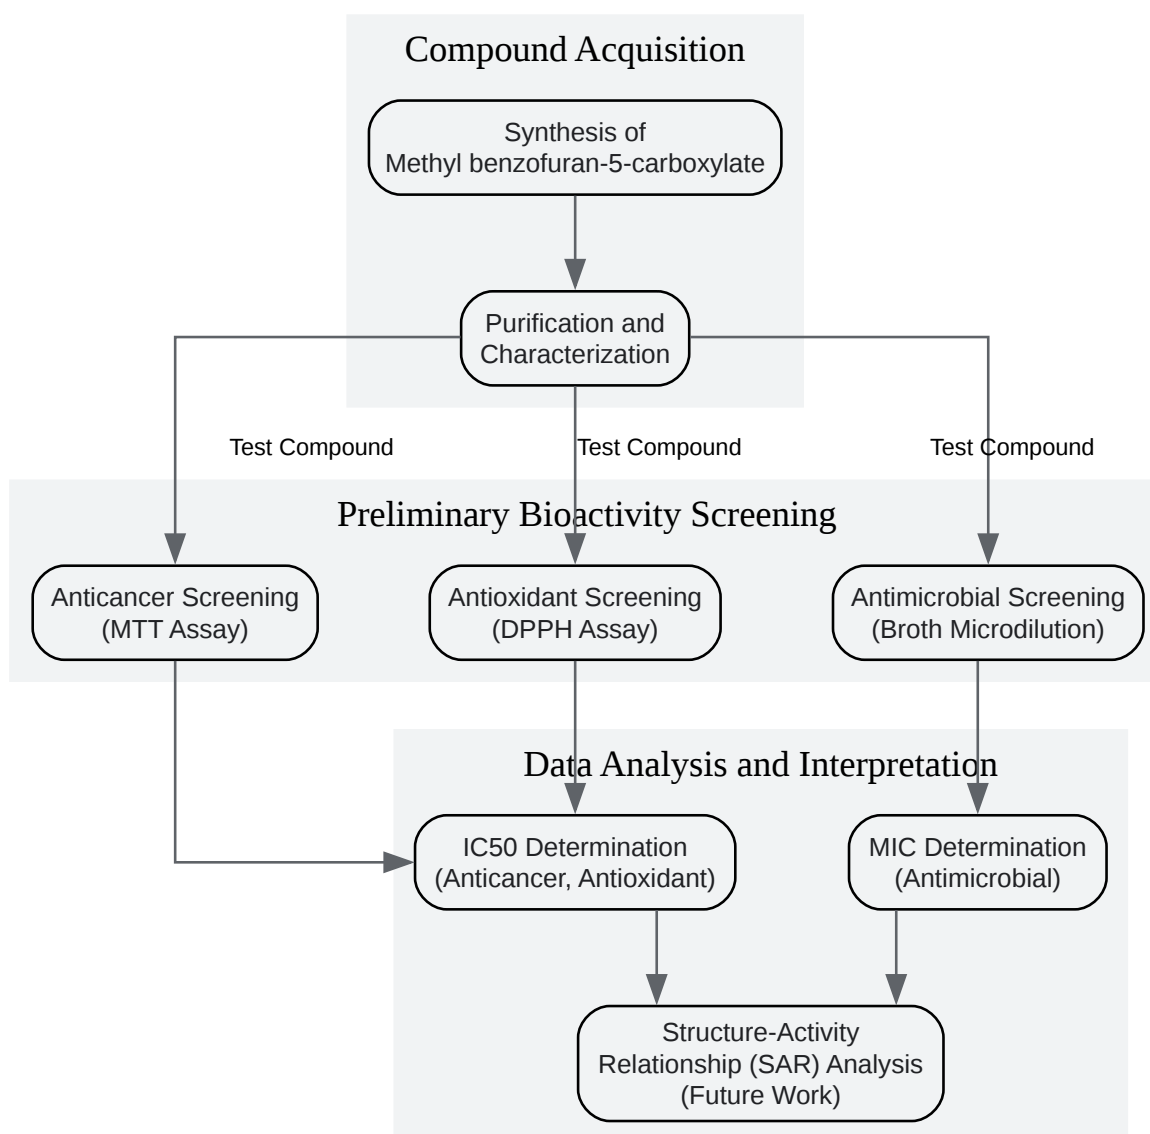 Compound Acquisition
Synthesis of
Methyl benzofuran-5-carboxylate
Purification and
Characterization
Test Compound
Test Compound
Test Compound
Preliminary Bioactivity Screening
Anticancer Screening
(MTT Assay)
Antioxidant Screening
(DPPH Assay)
Antimicrobial Screening
(Broth Microdilution)
Data Analysis and Interpretation
IC50 Determination
(Anticancer, Antioxidant)
MIC Determination
(Antimicrobial)
Structure-Activity
Relationship (SAR) Analysis
(Future Work)